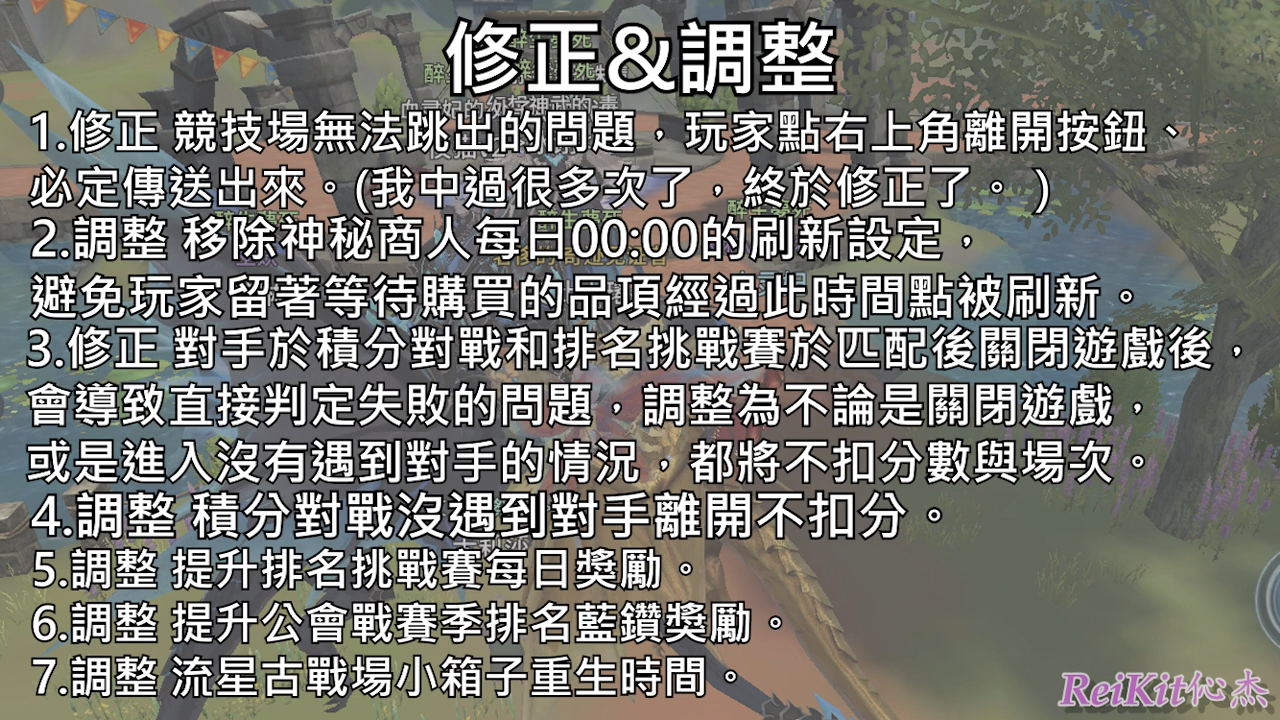 修正&調整
1.修正 競技場無法跳出的問題，玩家點右上角離開按鈕、
必定傳送出來。(我中過很多次了，終於修正了。)
2.調整 移除神秘商人每日00:00的刷新設定，
避免玩家留著等待購買的品項經過此時間點被刷新。
3.修正 對手於積分對戰和排名挑戰賽於匹配後關閉遊戲後，
會導致直接判定失敗的問題，調整為不論是關閉遊戲，
或是進入沒有遇到對手的情況，都將不扣分數與場次。
4.調整 積分對戰沒遇到對手離開不扣分。
5.調整 提升排名挑戰賽每日獎勵。
6.調整 提升公會戰賽季排名藍鑽獎勵。
7.調整 流星古戰場小箱子重生時間。
ReiKit伈杰